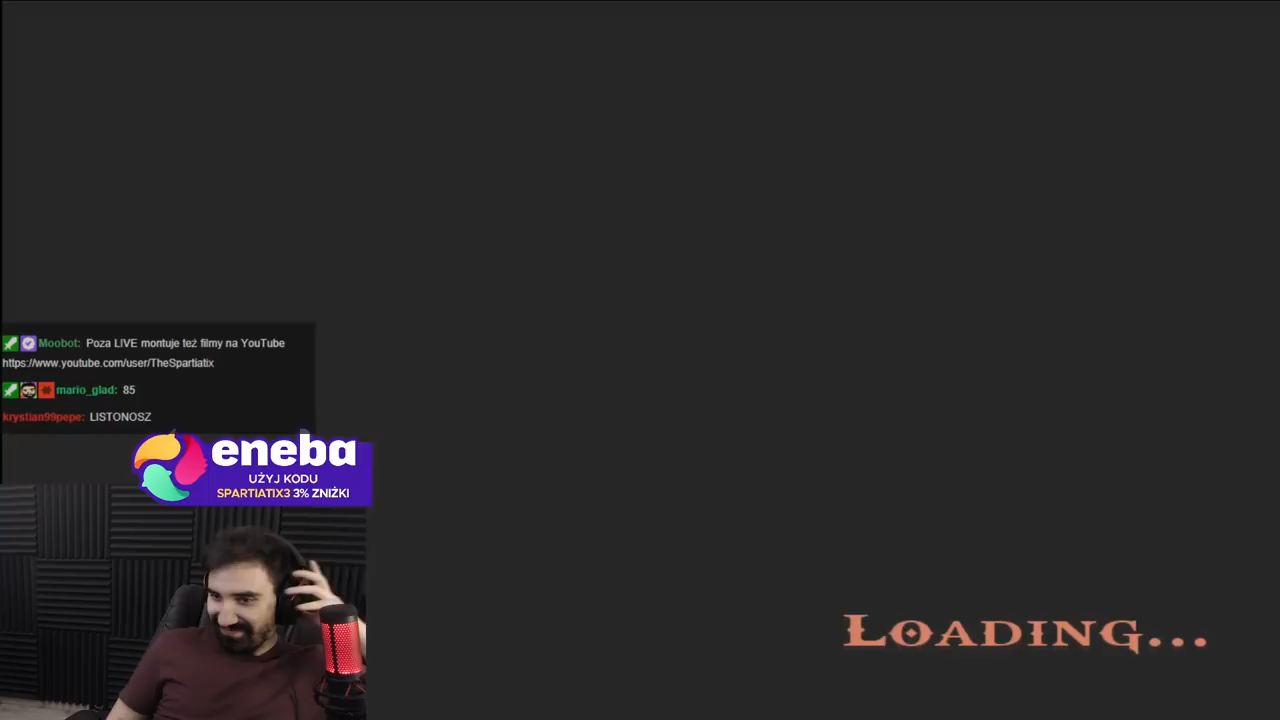 Moobot: Poza LIVE montuje też filmy na YouTube
https://www.youtube.com/user/TheSpartiatix
mario_glad: 85
krystian99pepe: LISTONOSZ
eneba
UŻYJ KODU
SPARTIATIX3 3% ZNIŻKI
LOADING...